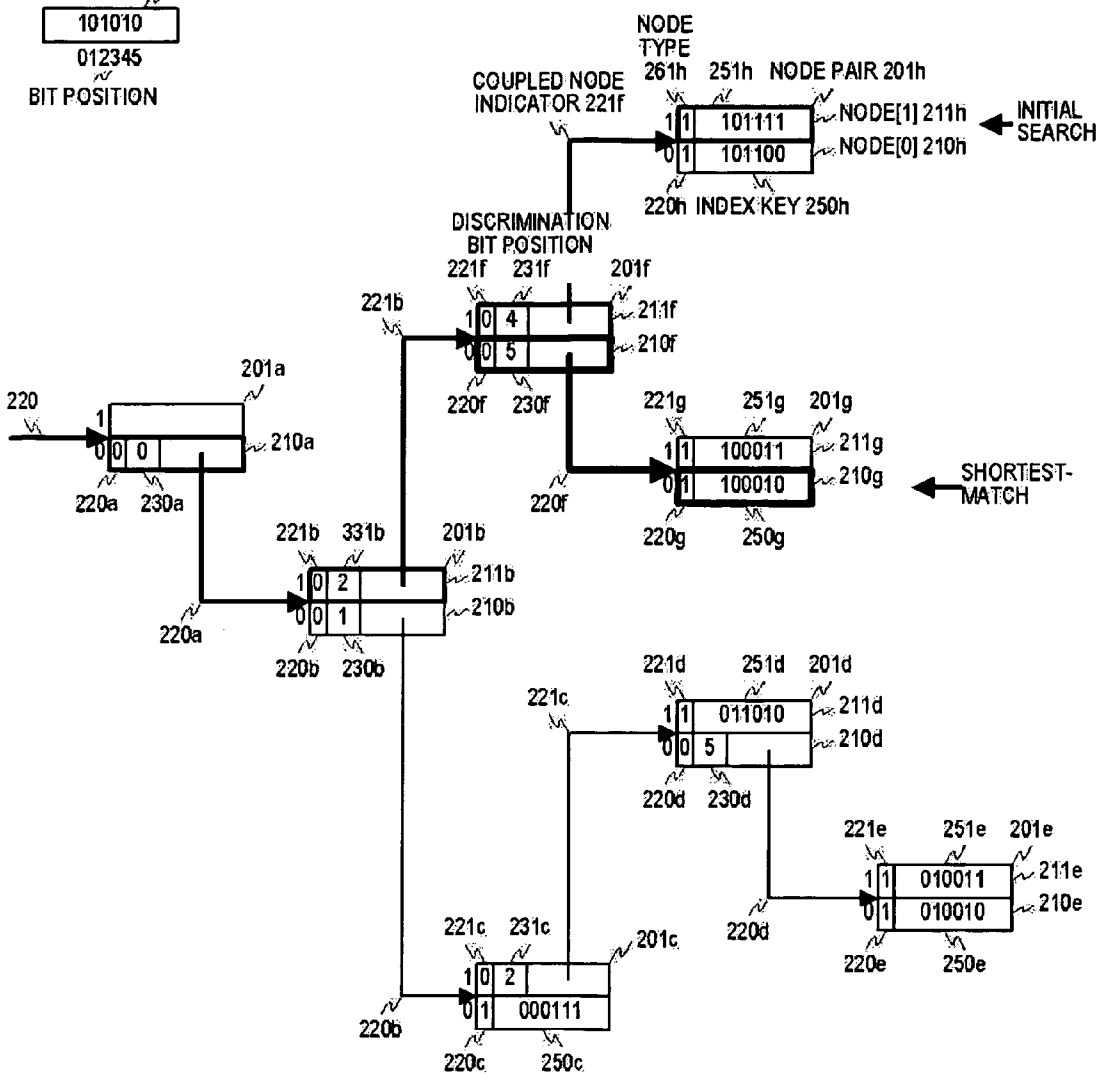 101010
012345
BIT POSITION
NODE
TYPE
261h 251h NODE PAIR 201h
COUPLED NODE
INDICATOR 221f
1 1 101111 NODE[1] 211h
0 1 101100 NODE[0] 210h
INITIAL
SEARCH
220h INDEX KEY 250h
DISCRIMINATION
BIT POSITION
221f 231f 201f
221b
1 0 4 211f
0 0 5 210f
220f 230f
201a
220
1
0 0 0 210a
220a 230a
221g 251g 201g
1 1 100011 211g
0 1 100010 210g
220f
220g 250g
SHORTEST-
MATCH
221b 331b 201b
1 0 2 211b
0 0 1 210b
220a
220b 230b
221d 251d 201d
221c
1 1 011010 211d
0 0 5 210d
220d 230d
221e 251e 201e
1 1 010011 211e
0 1 010010 210e
220d
220e 250e
221c 231c 201c
1 0 2
0 1 000111
220b
220c 250c